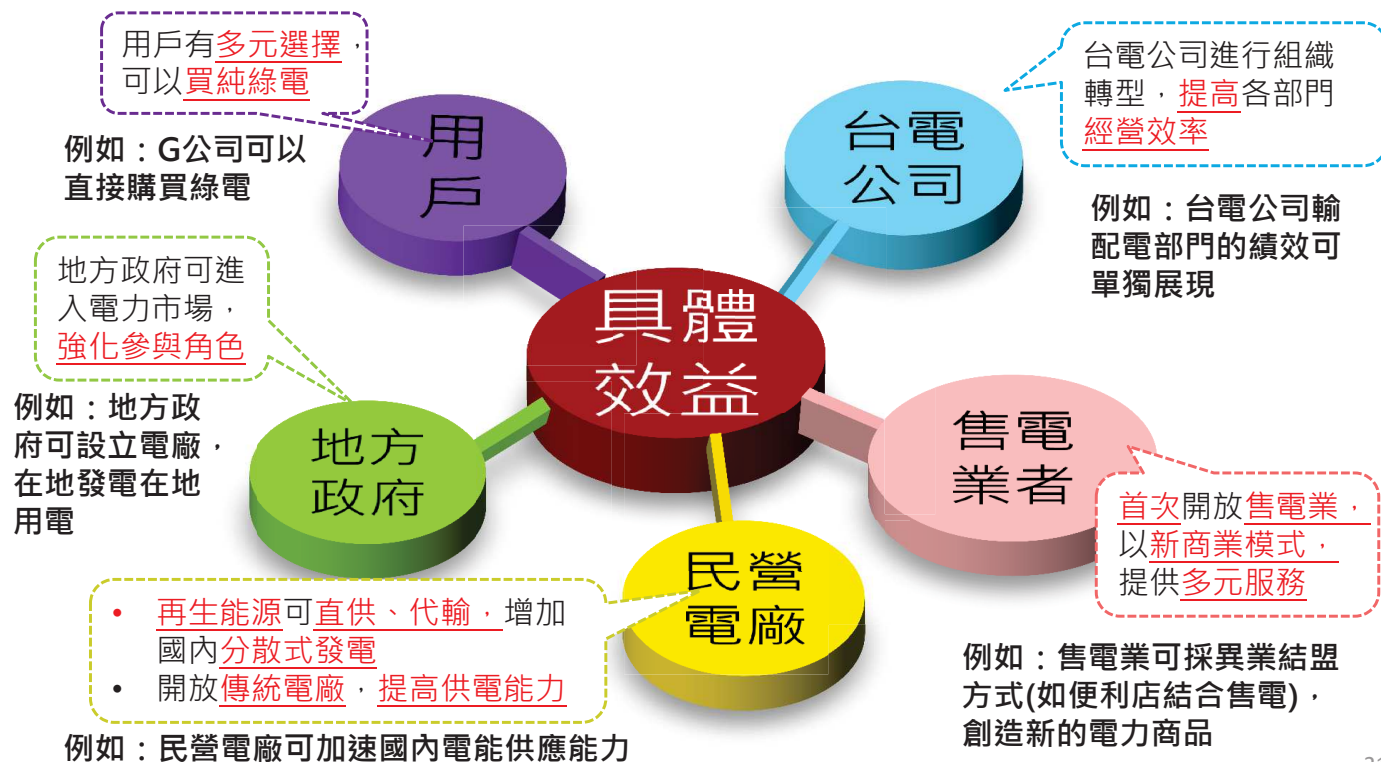 用戶有多元選擇，
可以買純綠電
例如：G公司可以
直接購買綠電
用
戶
台電
公司
台電公司進行組織
轉型，提高各部門
經營效率
例如：台電公司輸
配電部門的績效可
單獨展現
地方政府可進
入電力市場，
強化參與角色
例如：地方政
府可設立電廠，
在地發電在地
用電
地方
政府
具體
效益
售電
業者
首次開放售電業，
以新商業模式，
提供多元服務
例如：售電業可採異業結盟
方式(如便利店結合售電)，
創造新的電力商品
民營
電廠
• 再生能源可直供、代輸，增加
國內分散式發電
• 開放傳統電廠，提高供電能力
例如：民營電廠可加速國內電能供應能力